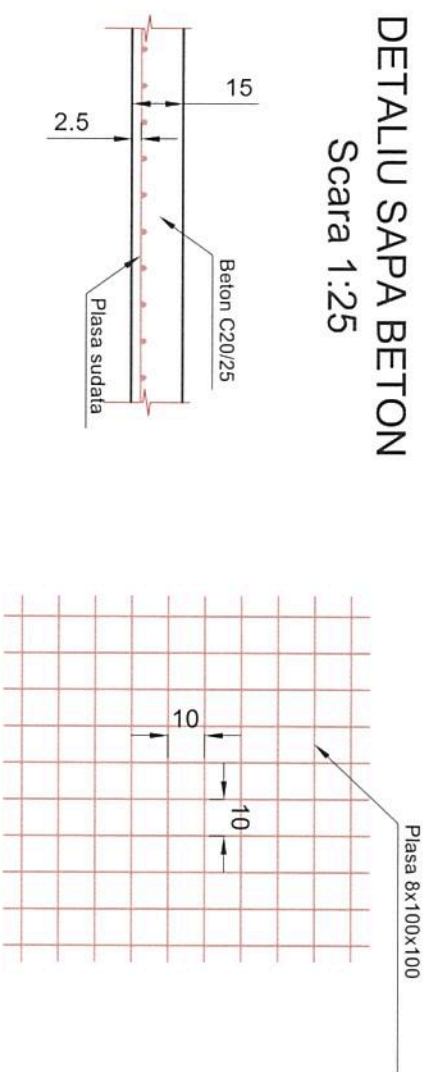 DETALIU SAPA BETON
Scara 1:25
15
2.5
Beton C20/25
Plasa sudata
Plasa 8x100x100
10
10